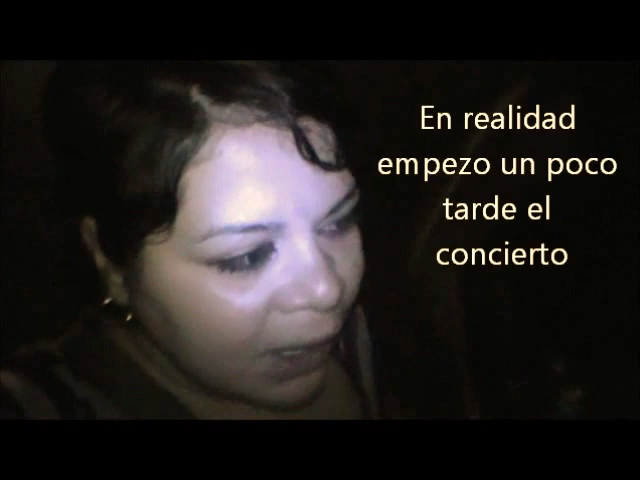 En realidad
empezo un poco
tarde el
concierto